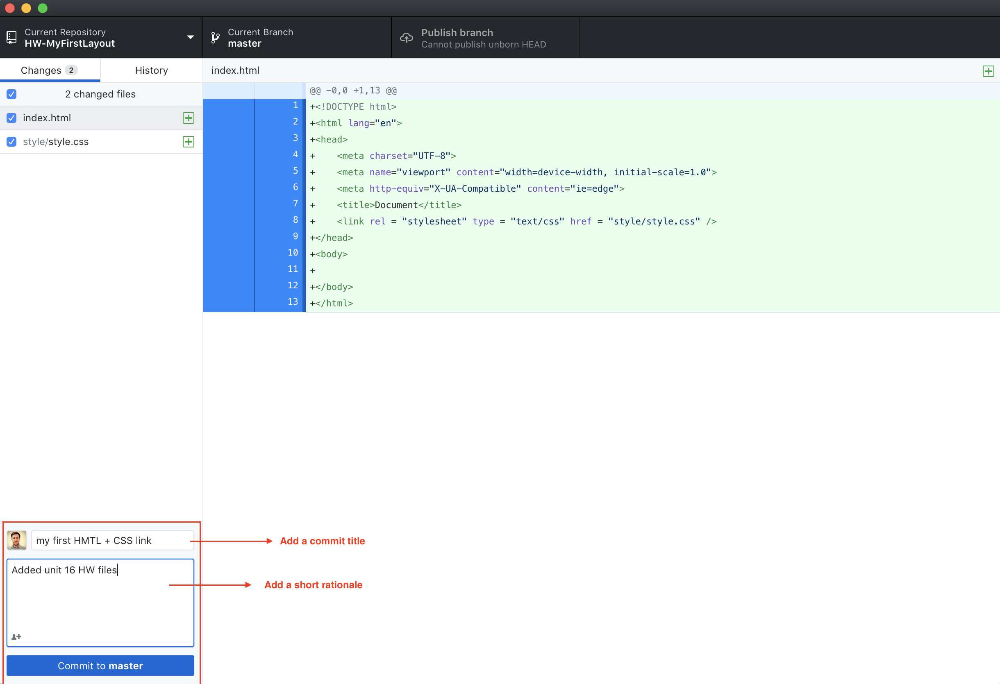 Current Repository
HW-MyFirstLayout
Current Branch
master
Publish branch
Cannot publish unborn HEAD
Changes 2
History
index.html
2 changed files
index.html
style/style.css
@@ -0,0 +1,13 @@
1 +<!DOCTYPE html>
2 +<html lang="en">
3 +<head>
4 +    <meta charset="UTF-8">
5 +    <meta name="viewport" content="width=device-width, initial-scale=1.0">
6 +    <meta http-equiv="X-UA-Compatible" content="ie=edge">
7 +    <title>Document</title>
8 +    <link rel = "stylesheet" type = "text/css" href = "style/style.css" />
9 +</head>
10 +<body>
11 +
12 +</body>
13 +</html>
my first HMTL + CSS link
Add a commit title
Added unit 16 HW files
Add a short rationale
Commit to master